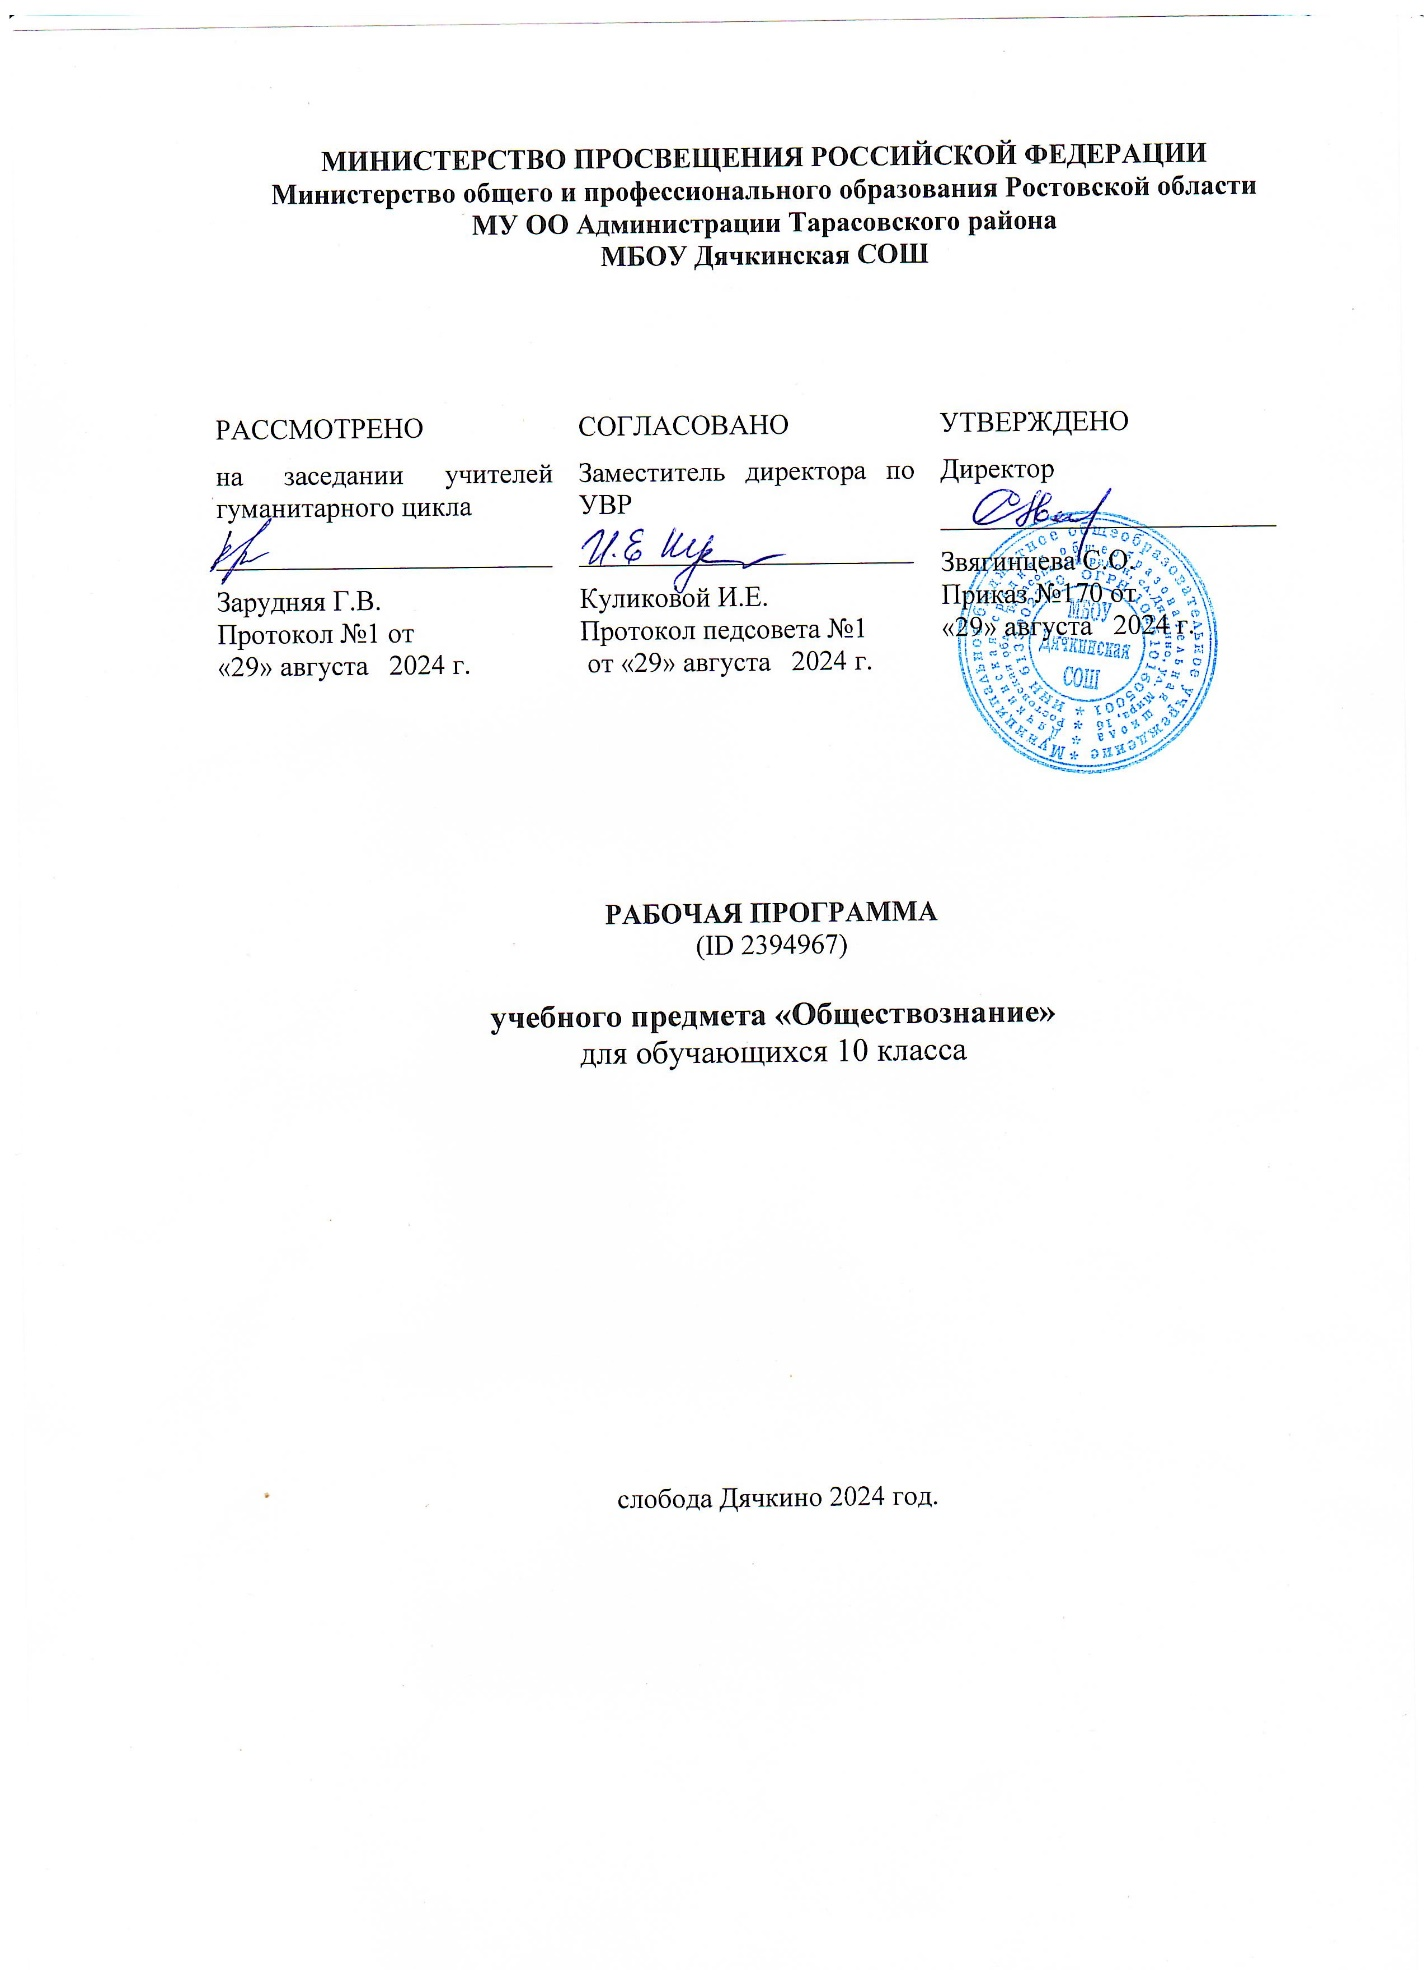 МИНИСТЕРСТВО ПРОСВЕЩЕНИЯ РОССИЙСКОЙ ФЕДЕРАЦИИ
Министерство общего и профессионального образования Ростовской области
МУ ОО Администрации Тарасовского района
МБОУ Дячкинская СОШ
РАССМОТРЕНО
на заседании учителей
гуманитарного цикла
Зарудняя Г.В.
Протокол №1 от
«29» августа 2024 г.
СОГЛАСОВАНО
Заместитель директора по
УВР
И.Е
Куликовой И.Е.
Протокол педсовета №1
от «29» августа 2024 г.
УТВЕРЖДЕНО
Директор
Звягинцева С.О.
Приказ №170 от
«29» августа 2024 г.
МБОУ
Дячкинская
СОШ
РАБОЧАЯ ПРОГРАММА
(ID 2394967)
учебного предмета «Обществознание»
для обучающихся 10 класса
слобода Дячкино 2024 год.